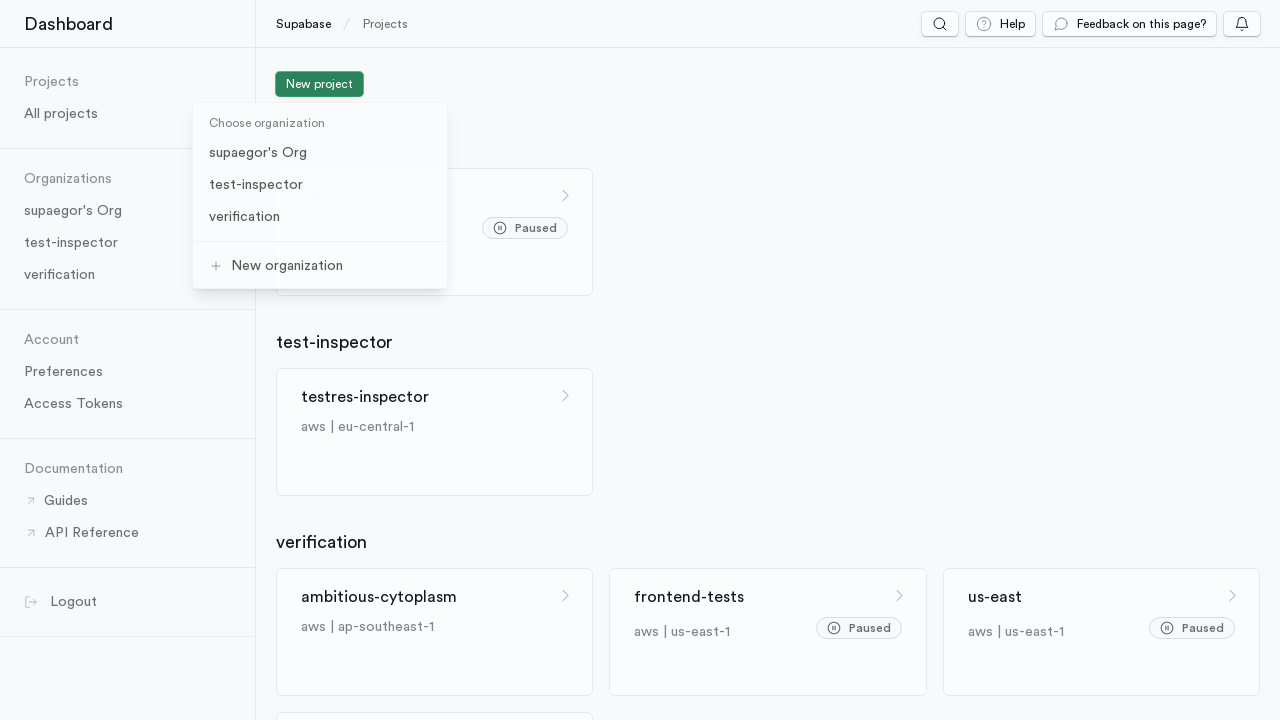 Dashboard
Supabase / Projects
Help
Feedback on this page?
Projects
All projects
Organizations
supaegor's Org
test-inspector
verification
Account
Preferences
Access Tokens
Documentation
Guides
API Reference
Logout
New project
Choose organization
supaegor's Org
test-inspector
verification
New organization
Paused
test-inspector
testres-inspector
aws | eu-central-1
verification
ambitious-cytoplasm
aws | ap-southeast-1
frontend-tests
aws | us-east-1
Paused
us-east
aws | us-east-1
Paused